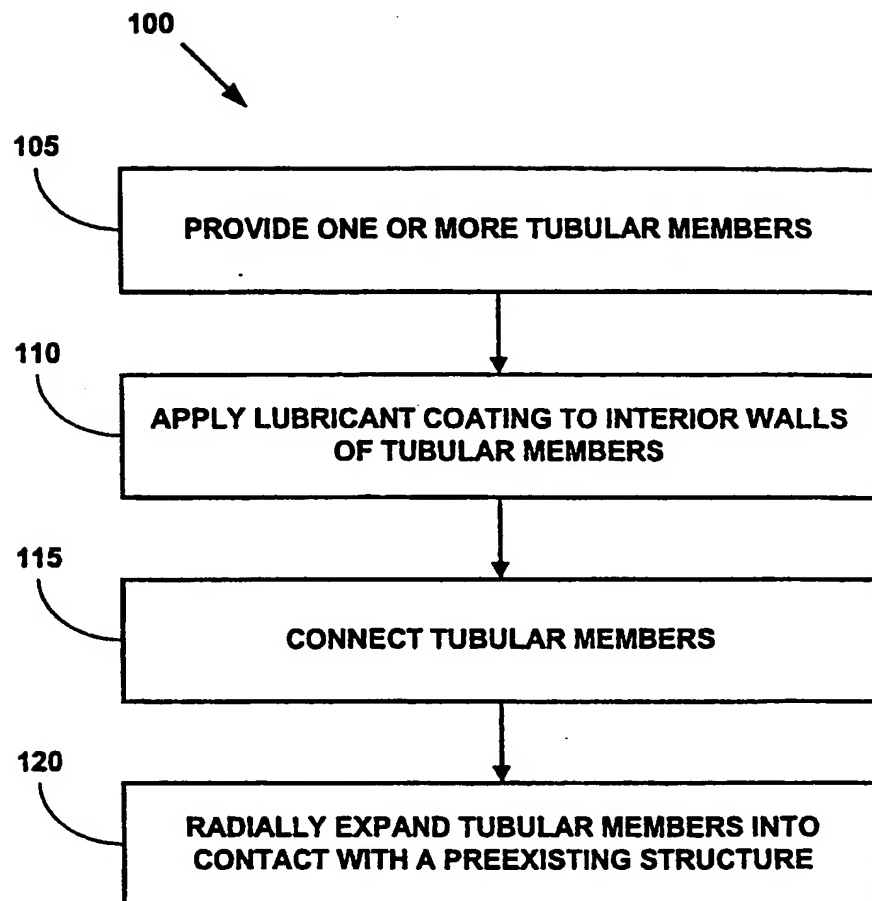 100
105
PROVIDE ONE OR MORE TUBULAR MEMBERS
110
APPLY LUBRICANT COATING TO INTERIOR WALLS
OF TUBULAR MEMBERS
115
CONNECT TUBULAR MEMBERS
120
RADIALLY EXPAND TUBULAR MEMBERS INTO
CONTACT WITH A PREEXISTING STRUCTURE